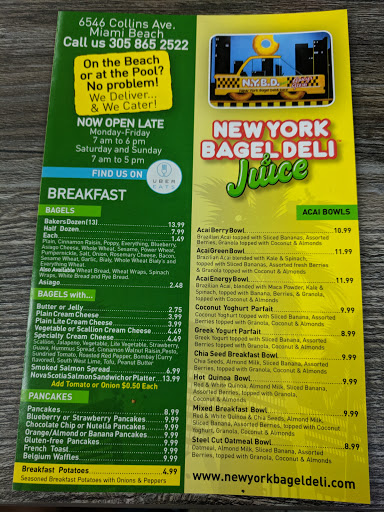 6546 Collins Ave.
Miami Beach
Call us 305 865 2522
On the Beach
or at the Pool?
No problem!
We Deliver...
& We Cater!
NOW OPEN LATE
Monday-Friday
7 am to 6 pm
Saturday and Sunday
7 am to 5 pm
FIND US ON
UBER
EATS
BREAKFAST
BAGELS
Bakers Dozen (13) 13.99
Half Dozen 7.99
Each 1.49
Plain, Cinnamon Raisin, Poppy, Everything, Blueberry,
Asiago Cheese, Whole Wheat, Sesame, Power Wheat,
Pumpernickle, Salt, Onion, Rosemary Cheese, Bacon,
Sesame Wheat, Garlic, Bialy, Whole Wheat Bialy's and
Everything Wheat
Also Available Wheat Bread, Wheat Wraps, Spinach
Wraps, White Bread and Rye Bread.
Asiago 2.48
BAGELS with...
Butter or Jelly 2.75
Plain Cream Cheese 3.99
Plain Lite Cream Cheese 3.99
Vegetable or Scallion Cream Cheese 4.49
Specialty Cream Cheese 4.49
Scallion, Jalapeño, Vegetable, Lite Vegetable, Strawberry,
Guava, Hummus Spread, Cinnamon Walnut Raisin, Pesto,
Sundried Tomato, Roasted Red Pepper, Bombay (Curry
flavored), South West Lime, Tofu, Peanut Butter
Smoked Salmon Spread 6.99
Nova Scotia Salmon Sandwich or Platter 13.99
Add Tomato or Onion $0.50 Each
PANCAKES
Pancakes 8.99
Blueberry or Strawberry Pancakes 9.99
Chocolate Chip or Nutella Pancakes 9.99
Orange/Almond or Banana Pancakes 9.99
Gluten-free Pancakes 9.99
French Toast 9.99
Belgium Waffles 9.99
Breakfast Potatoes 4.99
Seasoned Breakfast Potatoes with Onions & Peppers
N.Y.B.D.
NEW YORK
BAGEL DELI
& Juice
ACAI BOWLS
Acai Berry Bowl 10.99
Brazilian Acai topped with Sliced Bananas, Assorted
Berries, Granola topped with Coconut & Almonds
Acai Green Bowl 11.99
Brazilian Acai blended with Kale & Spinach,
topped with Sliced Bananas, Assorted fresh Berries
& Granola topped with Coconut & Almonds
Acai Energy Bowl 11.99
Brazilian Acai, blended with Maca Powder, Kale &
Spinach, topped with Banana, Berries, & Granola,
topped with Coconut & Almonds
Coconut Yoghurt Parfait 9.99
Coconut Yogurt topped with Sliced Banana, Assorted
Berries, Granola topped with Coconut & Almonds
Greek Yogurt Parfait 8.99
Greek Yogurt topped with Sliced Banana, Assorted
Berries, topped with Granola, Coconut & Almonds
Chia Seed Breakfast Bowl 9.99
Chia Seeds, Almond Milk, Sliced Banana, Assorted
Berries, topped with Granola, Coconut & Almonds
Hot Quinoa Bowl 9.99
Red & White Quinoa, Almond Milk, Sliced Banana,
Assorted Berries, topped with Granola,
Coconut & Almonds
Mixed Breakfast Bowl 9.99
Red & White Quinoa & Chia, Almond Milk,
Sliced Banana, Assorted Berries, topped with Coconut
Yoghurt, Granola, Coconut & Almonds
Steel Cut Oatmeal Bowl 9.99
Oatmeal, Almond Milk, Sliced Banana, Assorted
Berries, topped with Granola, Coconut & Almonds
www.newyorkbageldeli.com